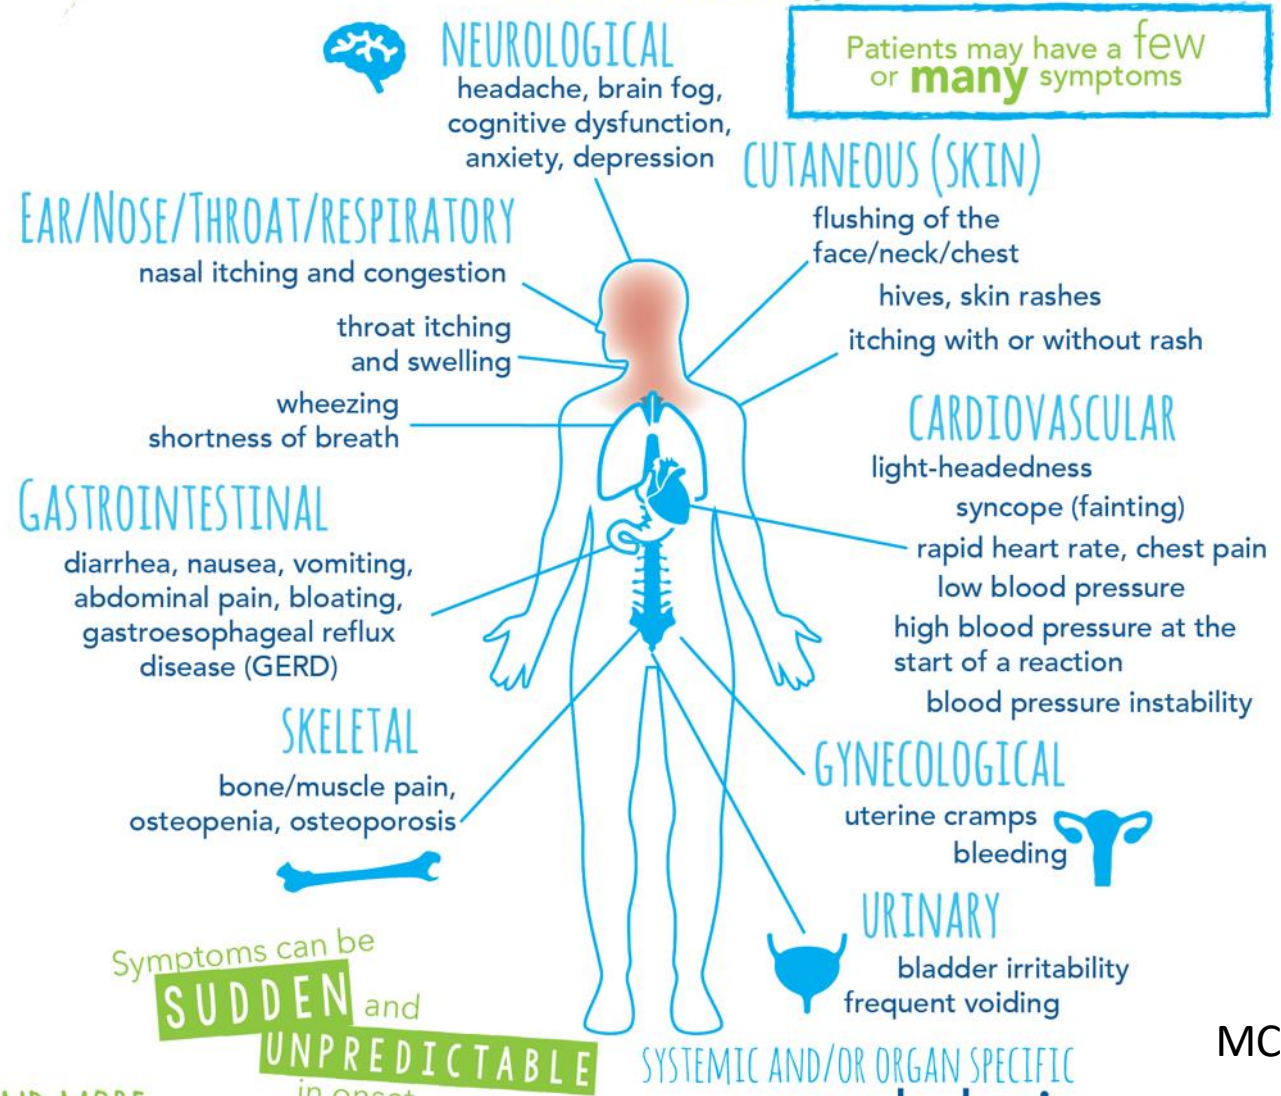 NEUROLOGICAL
headache, brain fog,
cognitive dysfunction,
anxiety, depression
Patients may have a few
or many symptoms
CUTANEOUS (SKIN)
flushing of the
face/neck/chest
hives, skin rashes
itching with or without rash
EAR/NOSE/THROAT/RESPIRATORY
nasal itching and congestion
throat itching
and swelling
wheezing
shortness of breath
CARDIOVASCULAR
light-headedness
syncope (fainting)
rapid heart rate, chest pain
low blood pressure
high blood pressure at the
start of a reaction
blood pressure instability
GASTROINTESTINAL
diarrhea, nausea, vomiting,
abdominal pain, bloating,
gastroesophageal reflux
disease (GERD)
SKELETAL
bone/muscle pain,
osteopenia, osteoporosis
GYNECOLOGICAL
uterine cramps
bleeding
URINARY
bladder irritability
frequent voiding
Symptoms can be
SUDDEN and
UNPREDICTABLE
in onset
SYSTEMIC AND/OR ORGAN SPECIFIC
MC